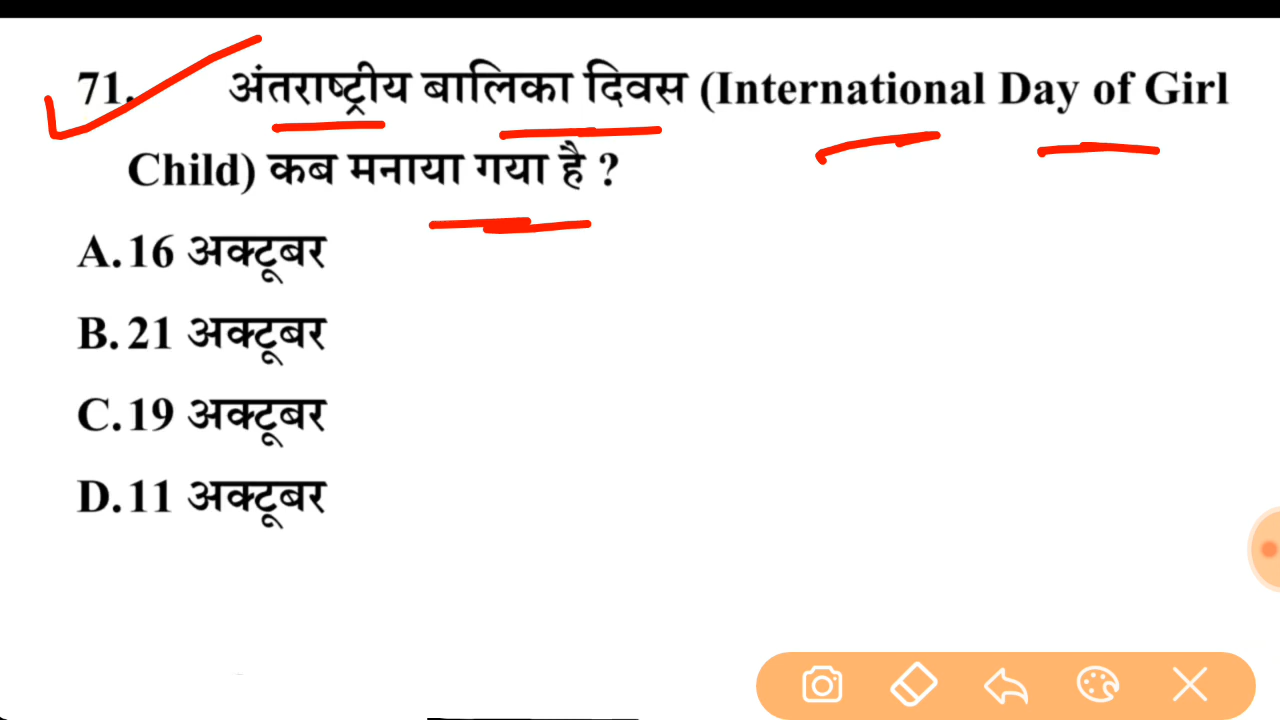 71. अंतराष्ट्रीय बालिका दिवस (International Day of Girl
Child) कब मनाया गया है ?
A. 16 अक्टूबर
B. 21 अक्टूबर
C. 19 अक्टूबर
D. 11 अक्टूबर